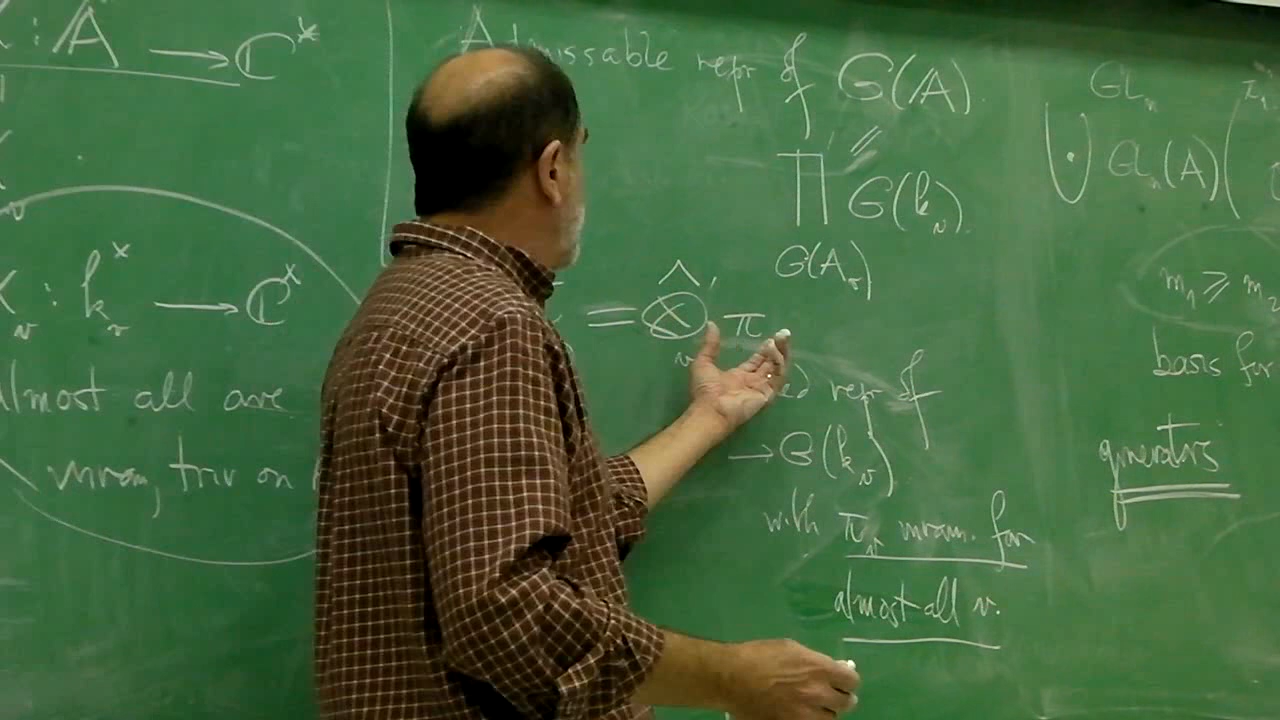 : A → C*
χ_v : k_v^× → C^×
almost all are
unram, triv on
Admissable repr of G(A).
∏ G(k_v).
G(A_v)
= ⊗̂' π
v
repr of
→ G(k_v)
with π_v unram. for
almost all v.
GL_n
GL_n(A)(
m_1 ⩾ m_2
basis for
generators